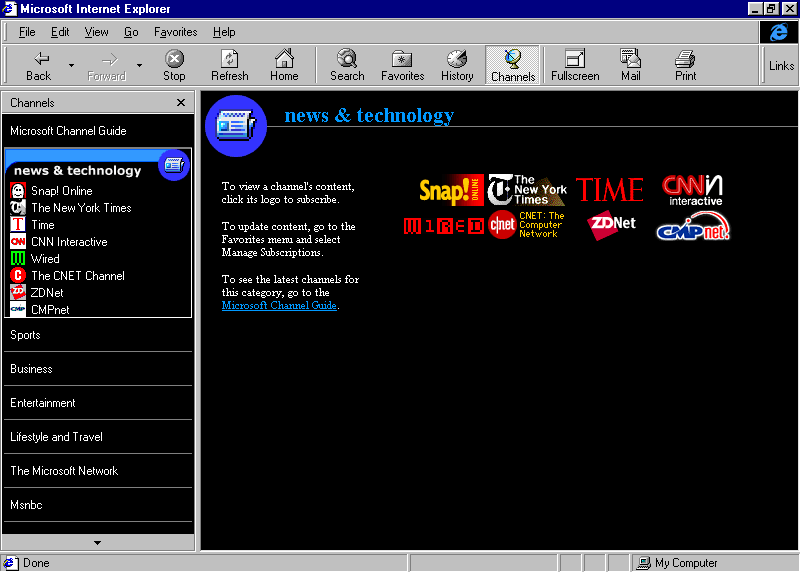 Microsoft Internet Explorer
File Edit View Go Favorites Help
Back Forward Stop Refresh Home Search Favorites History Channels Fullscreen Mail Print Links
Channels
Microsoft Channel Guide
news & technology
Snap! Online
The New York Times
Time
CNN Interactive
Wired
The CNET Channel
ZDNet
CMPnet
Sports
Business
Entertainment
Lifestyle and Travel
The Microsoft Network
Msnbc
news & technology
To view a channel's content,
click its logo to subscribe.
To update content, go to the
Favorites menu and select
Manage Subscriptions.
To see the latest channels for
this category, go to the
Microsoft Channel Guide.
Snap! ONLINE
The
New York
Times
TIME
CNN
interactive
WIRED
c|net
CNET: The
Computer
Network
ZDNet
CMPnet.
Done
My Computer